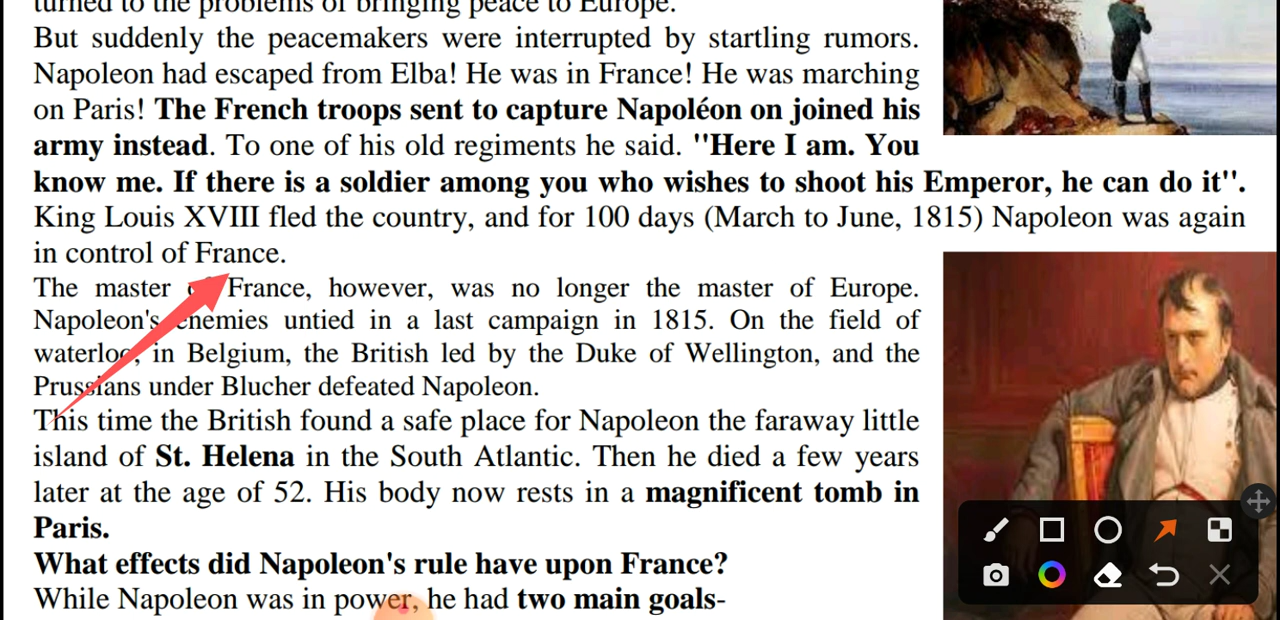 turned to the problems of bringing peace to Europe.
But suddenly the peacemakers were interrupted by startling rumors.
Napoleon had escaped from Elba! He was in France! He was marching
on Paris! The French troops sent to capture Napoléon on joined his
army instead. To one of his old regiments he said. "Here I am. You
know me. If there is a soldier among you who wishes to shoot his Emperor, he can do it".
King Louis XVIII fled the country, and for 100 days (March to June, 1815) Napoleon was again
in control of France.
The master of France, however, was no longer the master of Europe.
Napoleon's enemies untied in a last campaign in 1815. On the field of
waterloo, in Belgium, the British led by the Duke of Wellington, and the
Prussians under Blucher defeated Napoleon.
This time the British found a safe place for Napoleon the faraway little
island of St. Helena in the South Atlantic. Then he died a few years
later at the age of 52. His body now rests in a magnificent tomb in
Paris.
What effects did Napoleon's rule have upon France?
While Napoleon was in power, he had two main goals-